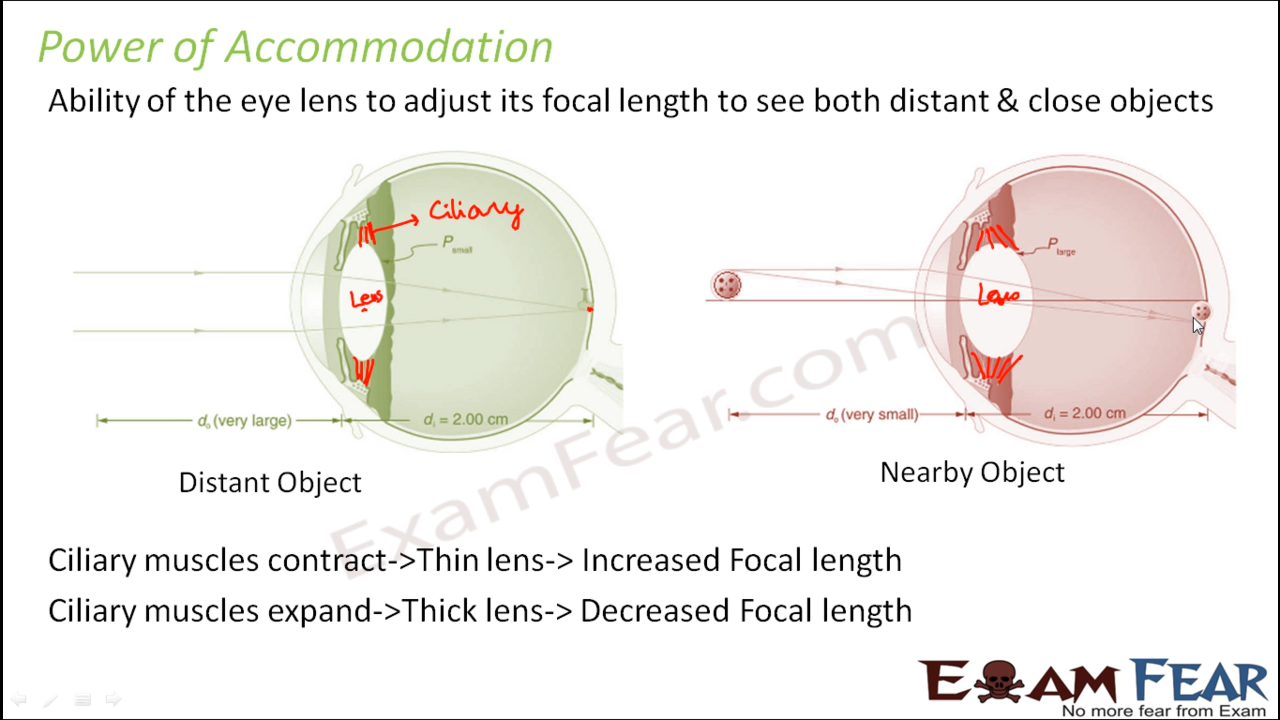 Power of Accommodation
Ability of the eye lens to adjust its focal length to see both distant & close objects
Ciliary
P small
Lens
dₒ (very large)
dᵢ = 2.00 cm
Distant Object
P large
Lens
dₒ (very small)
dᵢ = 2.00 cm
Nearby Object
ExamFear.com
Ciliary muscles contract->Thin lens-> Increased Focal length
Ciliary muscles expand->Thick lens-> Decreased Focal length
EXAM FEAR
No more fear from Exam